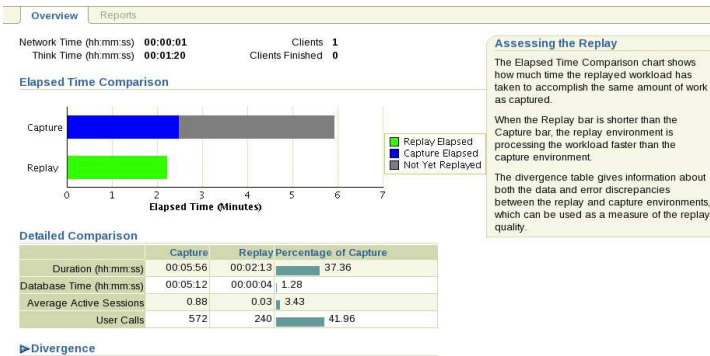 Overview Reports
Network Time (hh:mm:ss) 00:00:01 Clients 1
Think Time (hh:mm:ss) 00:01:20 Clients Finished 0
Elapsed Time Comparison
Capture
Replay
0 1 2 3 4 5 6 7
Elapsed Time (Minutes)
Replay Elapsed
Capture Elapsed
Not Yet Replayed
Detailed Comparison
Capture Replay Percentage of Capture
Duration (hh:mm:ss) 00:05:56 00:02:13 37.36
Database Time (hh:mm:ss) 00:05:12 00:00:04 1.28
Average Active Sessions 0.88 0.03 3.43
User Calls 572 240 41.96
Divergence
Assessing the Replay
The Elapsed Time Comparison chart shows
how much time the replayed workload has
taken to accomplish the same amount of work
as captured.
When the Replay bar is shorter than the
Capture bar, the replay environment is
processing the workload faster than the
capture environment.
The divergence table gives information about
both the data and error discrepancies
between the replay and capture environments,
which can be used as a measure of the replay
quality.